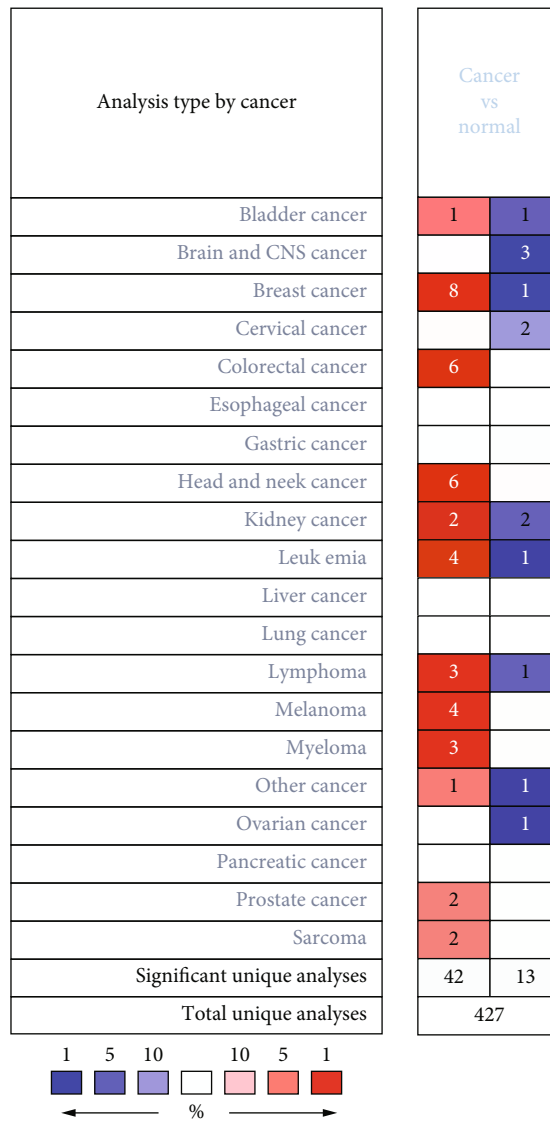 Analysis type by cancer
Cancer
vs
normal
Bladder cancer 1 1
Brain and CNS cancer 3
Breast cancer 8 1
Cervical cancer 2
Colorectal cancer 6
Esophageal cancer
Gastric cancer
Head and neek cancer 6
Kidney cancer 2 2
Leuk emia 4 1
Liver cancer
Lung cancer
Lymphoma 3 1
Melanoma 4
Myeloma 3
Other cancer 1 1
Ovarian cancer 1
Pancreatic cancer
Prostate cancer 2
Sarcoma 2
Significant unique analyses 42 13
Total unique analyses 427
1 5 10 10 5 1
%